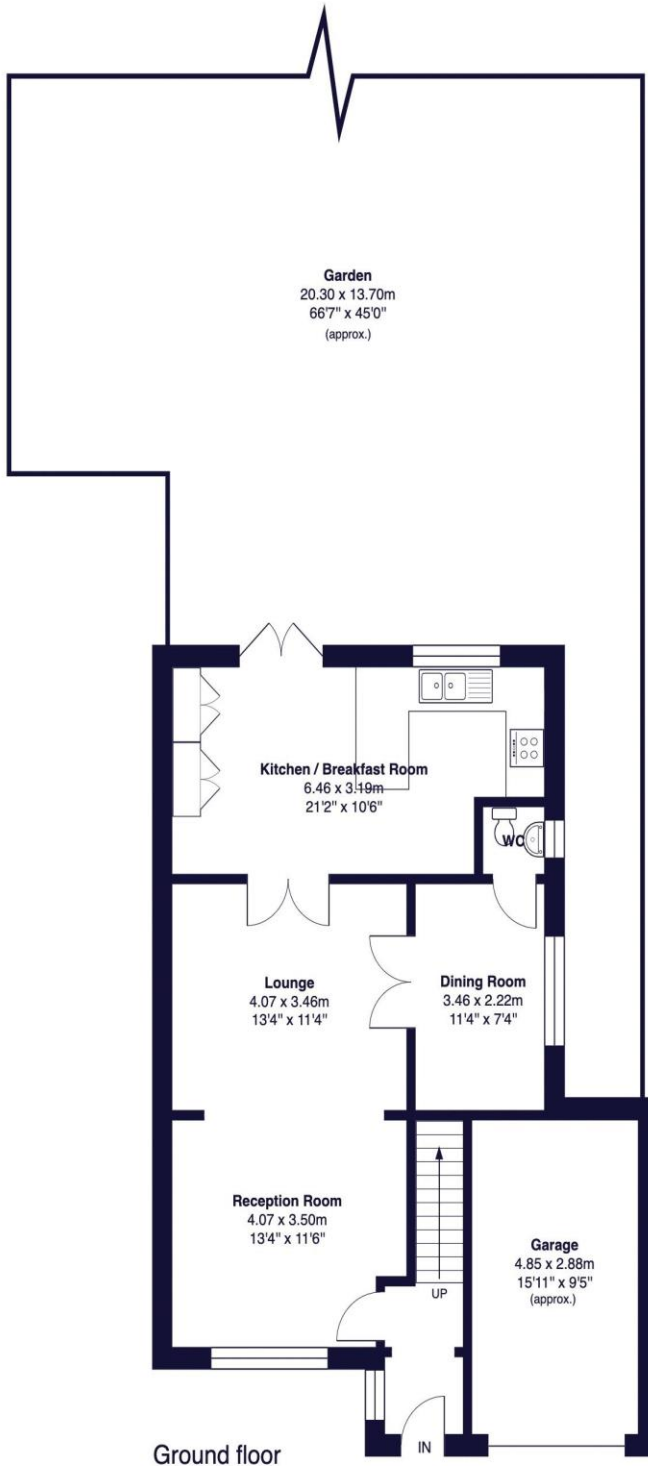 Garden
20.30 x 13.70m
66'7" x 45'0"
(approx.)
Kitchen / Breakfast Room
6.46 x 3.19m
21'2" x 10'6"
WC
Lounge
4.07 x 3.46m
13'4" x 11'4"
Dining Room
3.46 x 2.22m
11'4" x 7'4"
Reception Room
4.07 x 3.50m
13'4" x 11'6"
Garage
4.85 x 2.88m
15'11" x 9'5"
(approx.)
UP
IN
Ground floor